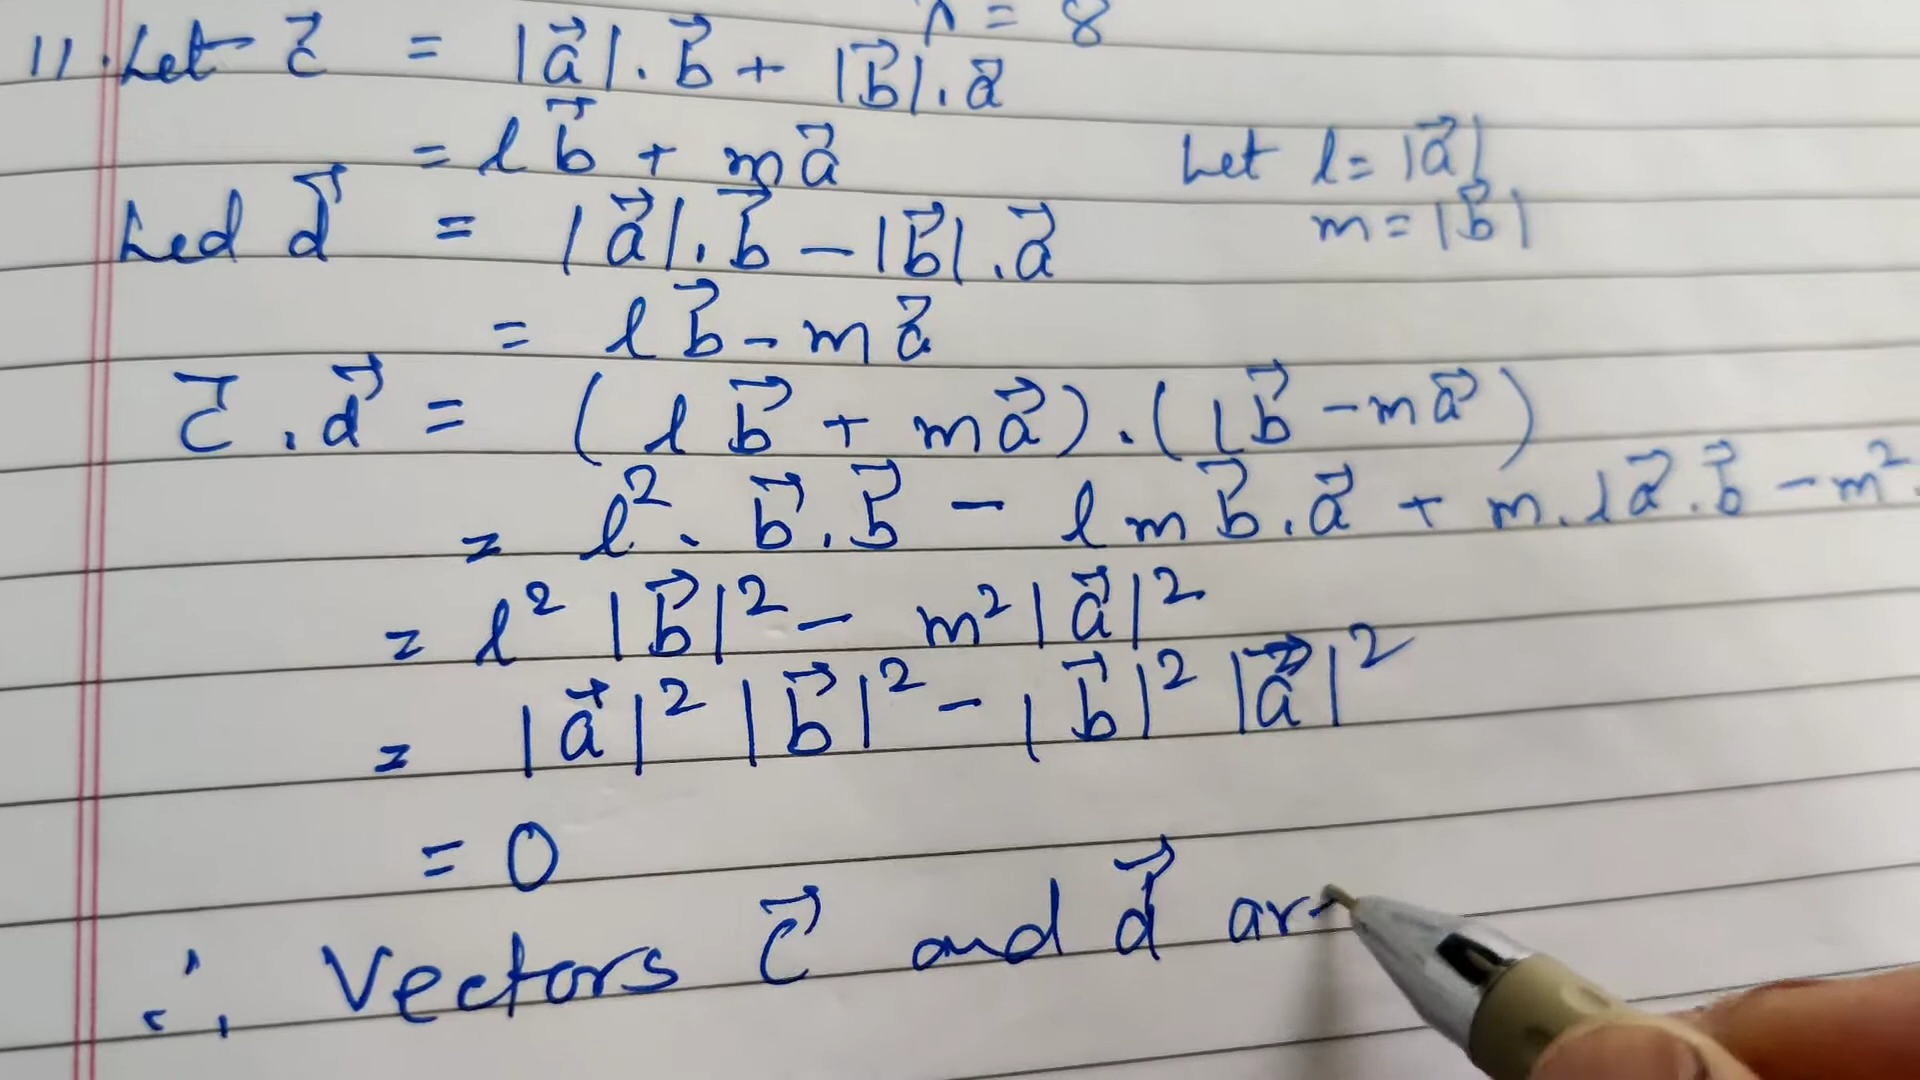 λ = 8
11. Let c⃗ = |a⃗|.b⃗ + |b⃗|.a⃗
= l b⃗ + m a⃗ Let l = |a⃗|
m = |b⃗|
Led d⃗ = |a⃗|.b⃗ − |b⃗|.a⃗
= l b⃗ − m a⃗
c⃗ . d⃗ = (l b⃗ + m a⃗).(l b⃗ − m a⃗)
= l² . b⃗ . b⃗ − l m b⃗ . a⃗ + m . l a⃗ . b⃗ − m²
= l² |b⃗|² − m² |a⃗|²
= |a⃗|² |b⃗|² − |b⃗|² |a⃗|²
= 0
∴ Vectors c⃗ and d⃗ ar